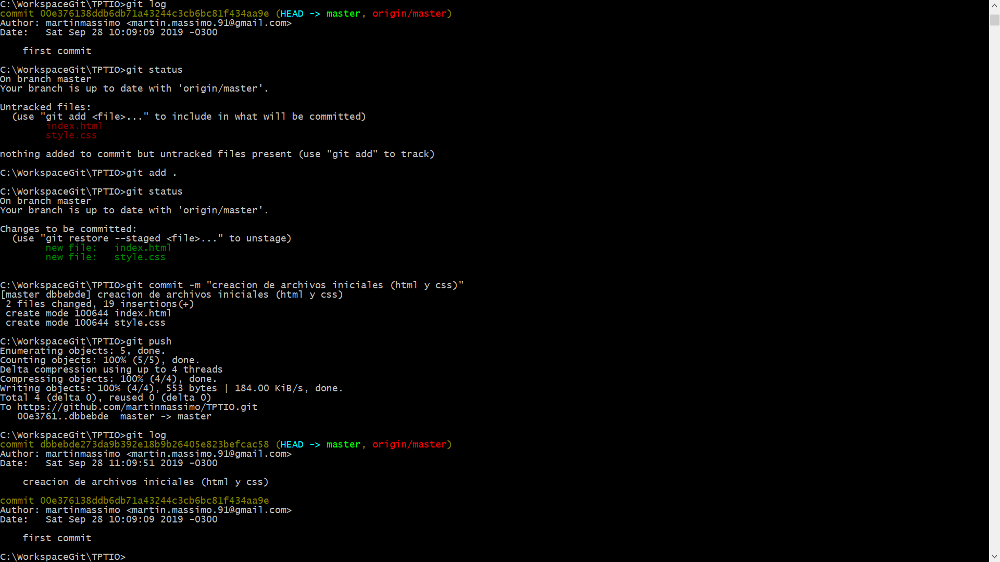 C:\WorkspaceGit\TPTIO>git log
commit 00e376138ddb6db71a43244c3cb6bc81f434aa9e (HEAD -> master, origin/master)
Author: martinmassimo <martin.massimo.91@gmail.com>
Date:   Sat Sep 28 10:09:09 2019 -0300

    first commit

C:\WorkspaceGit\TPTIO>git status
On branch master
Your branch is up to date with 'origin/master'.

Untracked files:
  (use "git add <file>..." to include in what will be committed)
        index.html
        style.css

nothing added to commit but untracked files present (use "git add" to track)

C:\WorkspaceGit\TPTIO>git add .

C:\WorkspaceGit\TPTIO>git status
On branch master
Your branch is up to date with 'origin/master'.

Changes to be committed:
  (use "git restore --staged <file>..." to unstage)
        new file:   index.html
        new file:   style.css


C:\WorkspaceGit\TPTIO>git commit -m "creacion de archivos iniciales (html y css)"
[master dbbebde] creacion de archivos iniciales (html y css)
 2 files changed, 19 insertions(+)
 create mode 100644 index.html
 create mode 100644 style.css

C:\WorkspaceGit\TPTIO>git push
Enumerating objects: 5, done.
Counting objects: 100% (5/5), done.
Delta compression using up to 4 threads
Compressing objects: 100% (4/4), done.
Writing objects: 100% (4/4), 553 bytes | 184.00 KiB/s, done.
Total 4 (delta 0), reused 0 (delta 0)
To https://github.com/martinmassimo/TPTIO.git
   00e3761..dbbebde  master -> master

C:\WorkspaceGit\TPTIO>git log
commit dbbebde273da9b392e18b9b26405e823befcac58 (HEAD -> master, origin/master)
Author: martinmassimo <martin.massimo.91@gmail.com>
Date:   Sat Sep 28 11:09:51 2019 -0300

    creacion de archivos iniciales (html y css)

commit 00e376138ddb6db71a43244c3cb6bc81f434aa9e
Author: martinmassimo <martin.massimo.91@gmail.com>
Date:   Sat Sep 28 10:09:09 2019 -0300

    first commit

C:\WorkspaceGit\TPTIO>